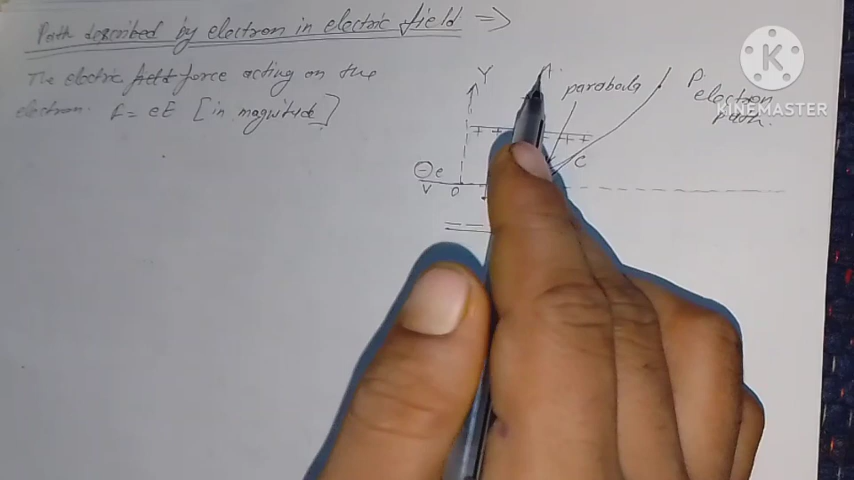 Path described by electron in electric field =>
The electric force acting on the
electron. F = eE [in magnitude]
Y
parabola
P.
electron
path.
KINEMASTER
+ +
+ +
c
e
V
O